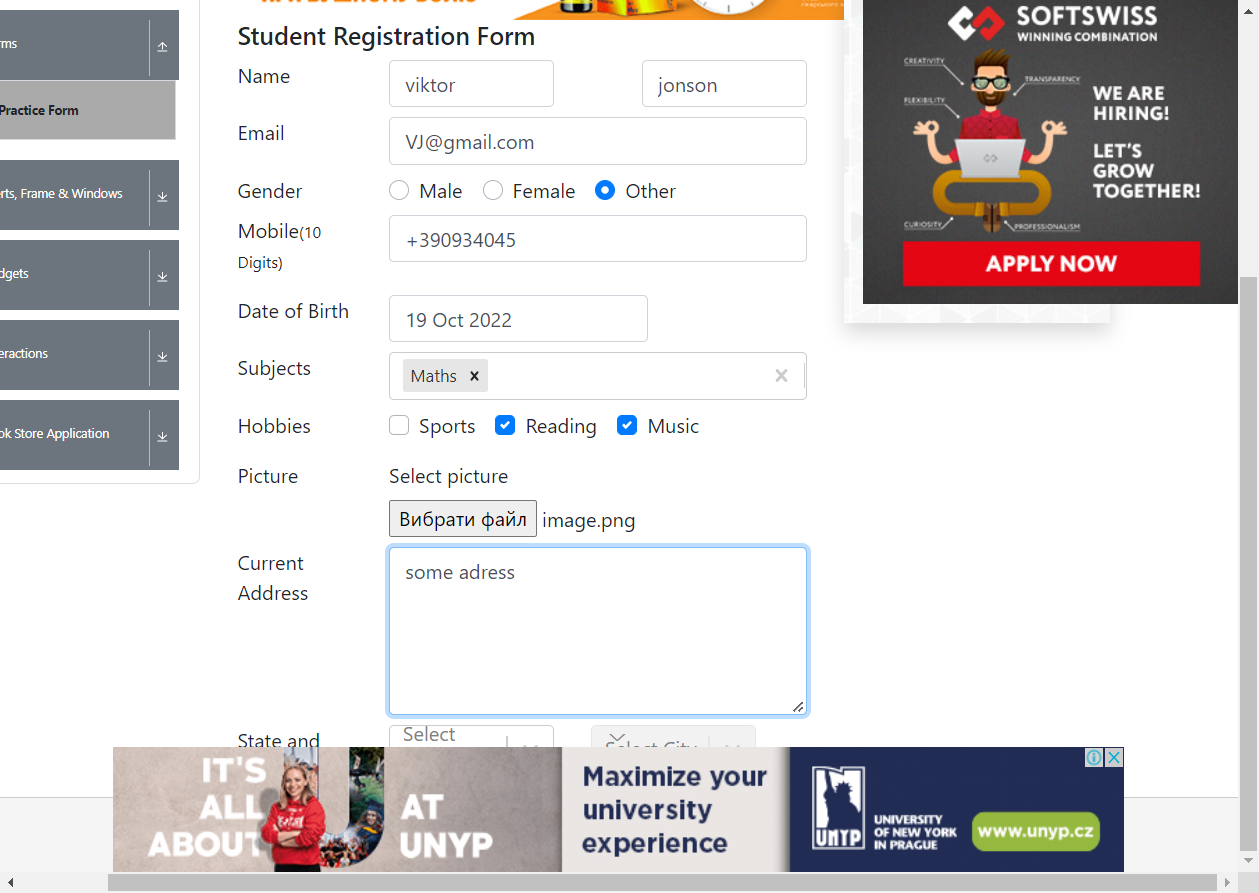 Student Registration Form
Name
viktor
jonson
Email
VJ@gmail.com
Gender
Male
Female
Other
Mobile(10
Digits)
+390934045
Date of Birth
19 Oct 2022
Subjects
Maths
Hobbies
Sports
Reading
Music
Picture
Select picture
Вибрати файл
image.png
Current
Address
some adress
State and
Select
Select City
rms
Practice Form
rts, Frame & Windows
dgets
eractions
ok Store Application
SOFTSWISS
WINNING COMBINATION
CREATIVITY
TRANSPARENCY
FLEXIBILITY
CURIOSITY
PROFESSIONALISM
WE ARE
HIRING!
LET'S
GROW
TOGETHER!
APPLY NOW
IT'S
ALL
ABOUT
U
AT
UNYP
Maximize your
university
experience
UNYP
UNIVERSITY
OF NEW YORK
IN PRAGUE
www.unyp.cz